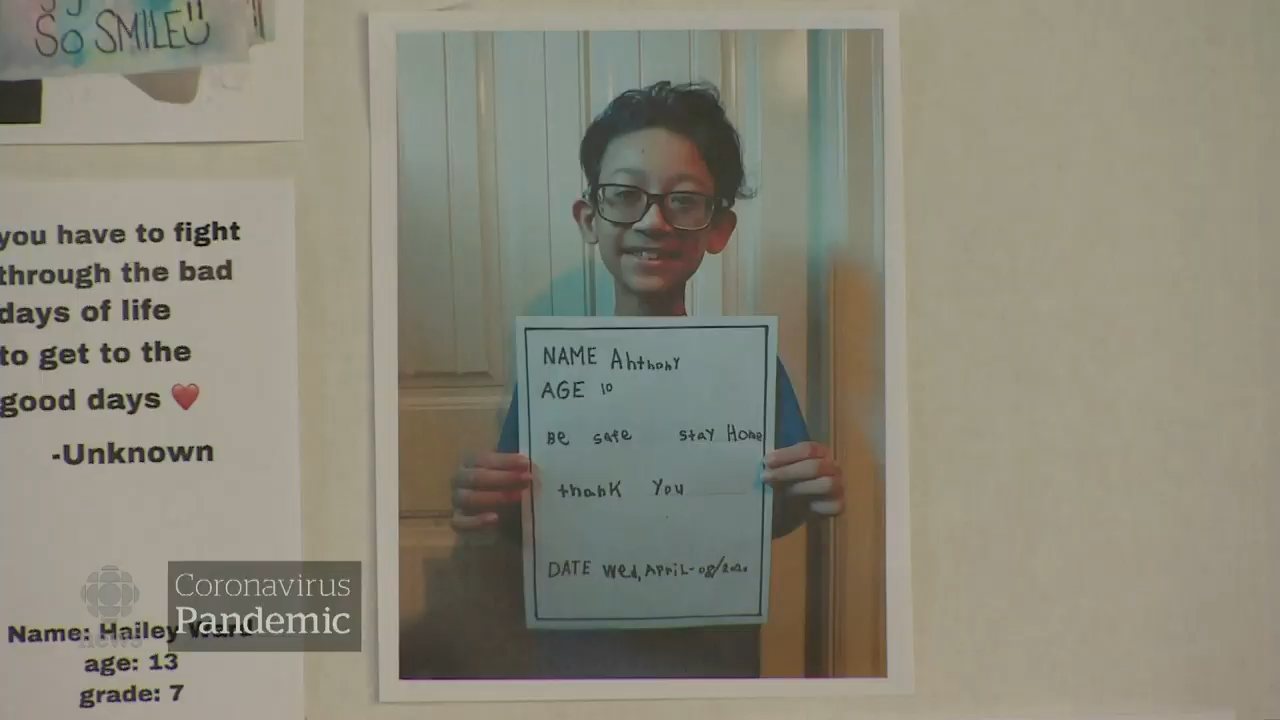 SO SMILE
you have to fight
through the bad
days of life
to get to the
good days ❤️
-Unknown
Name: Hailey
age: 13
grade: 7
NAME Anthony
AGE 10
Be safe stay Home
thank You
DATE Wed, APRiL-08/2020
Coronavirus
Pandemic
news